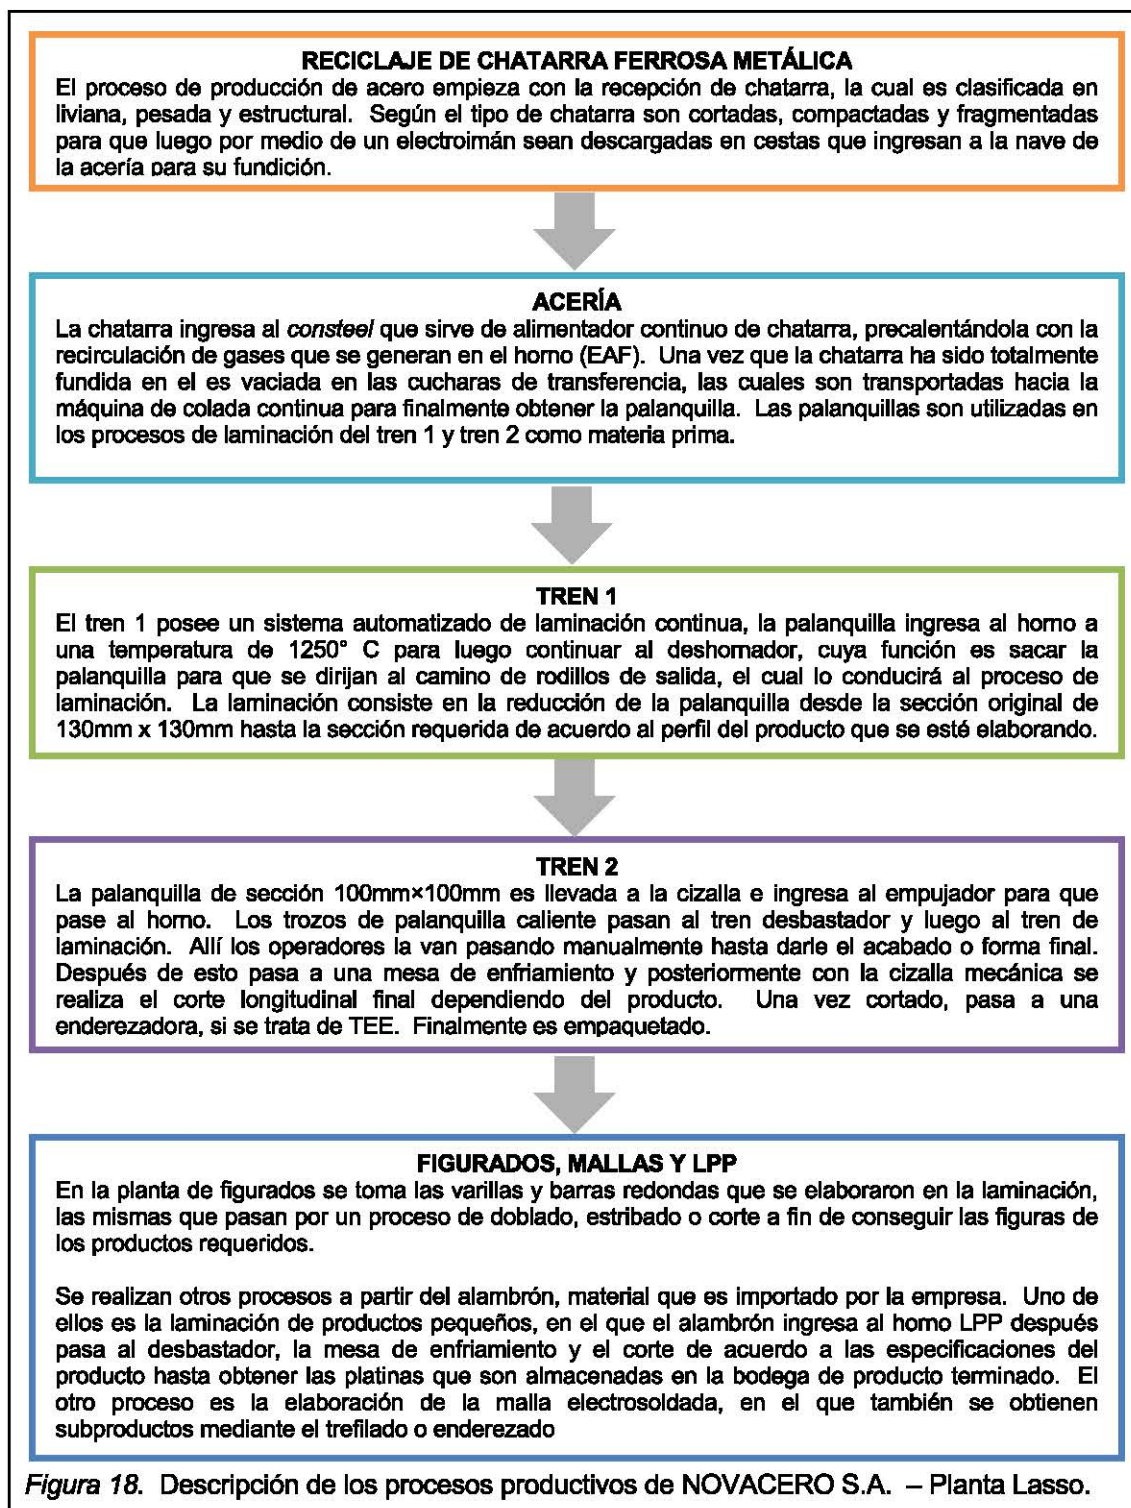 RECICLAJE DE CHATARRA FERROSA METÁLICA
El proceso de producción de acero empieza con la recepción de chatarra, la cual es clasificada en
liviana, pesada y estructural. Según el tipo de chatarra son cortadas, compactadas y fragmentadas
para que luego por medio de un electroimán sean descargadas en cestas que ingresan a la nave de
la acería para su fundición.
ACERÍA
La chatarra ingresa al consteel que sirve de alimentador continuo de chatarra, precalentándola con la
recirculación de gases que se generan en el horno (EAF). Una vez que la chatarra ha sido totalmente
fundida en el es vaciada en las cucharas de transferencia, las cuales son transportadas hacia la
máquina de colada continua para finalmente obtener la palanquilla. Las palanquillas son utilizadas en
los procesos de laminación del tren 1 y tren 2 como materia prima.
TREN 1
El tren 1 posee un sistema automatizado de laminación continua, la palanquilla ingresa al horno a
una temperatura de 1250° C para luego continuar al deshornador, cuya función es sacar la
palanquilla para que se dirijan al camino de rodillos de salida, el cual lo conducirá al proceso de
laminación. La laminación consiste en la reducción de la palanquilla desde la sección original de
130mm x 130mm hasta la sección requerida de acuerdo al perfil del producto que se esté elaborando.
TREN 2
La palanquilla de sección 100mm×100mm es llevada a la cizalla e ingresa al empujador para que
pase al horno. Los trozos de palanquilla caliente pasan al tren desbastador y luego al tren de
laminación. Allí los operadores la van pasando manualmente hasta darle el acabado o forma final.
Después de esto pasa a una mesa de enfriamiento y posteriormente con la cizalla mecánica se
realiza el corte longitudinal final dependiendo del producto. Una vez cortado, pasa a una
enderezadora, si se trata de TEE. Finalmente es empaquetado.
FIGURADOS, MALLAS Y LPP
En la planta de figurados se toma las varillas y barras redondas que se elaboraron en la laminación,
las mismas que pasan por un proceso de doblado, estribado o corte a fin de conseguir las figuras de
los productos requeridos.
Se realizan otros procesos a partir del alambrón, material que es importado por la empresa. Uno de
ellos es la laminación de productos pequeños, en el que el alambrón ingresa al horno LPP después
pasa al desbastador, la mesa de enfriamiento y el corte de acuerdo a las especificaciones del
producto hasta obtener las platinas que son almacenadas en la bodega de producto terminado. El
otro proceso es la elaboración de la malla electrosoldada, en el que también se obtienen
subproductos mediante el trefilado o enderezado
Figura 18. Descripción de los procesos productivos de NOVACERO S.A. – Planta Lasso.